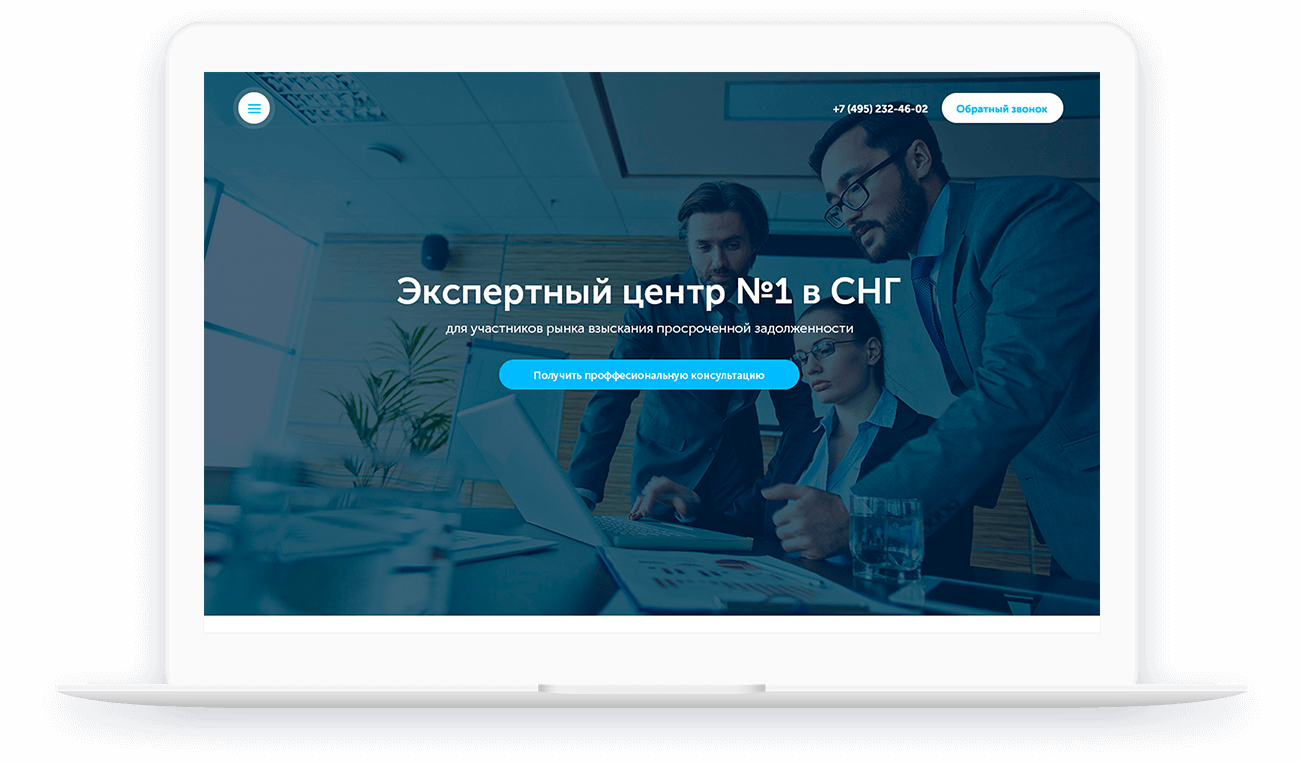 +7 (495) 232-46-02 Обратный звонок
Экспертный центр №1 в СНГ
для участников рынка взыскания просроченной задолженности
Получить проффесиональную консультацию